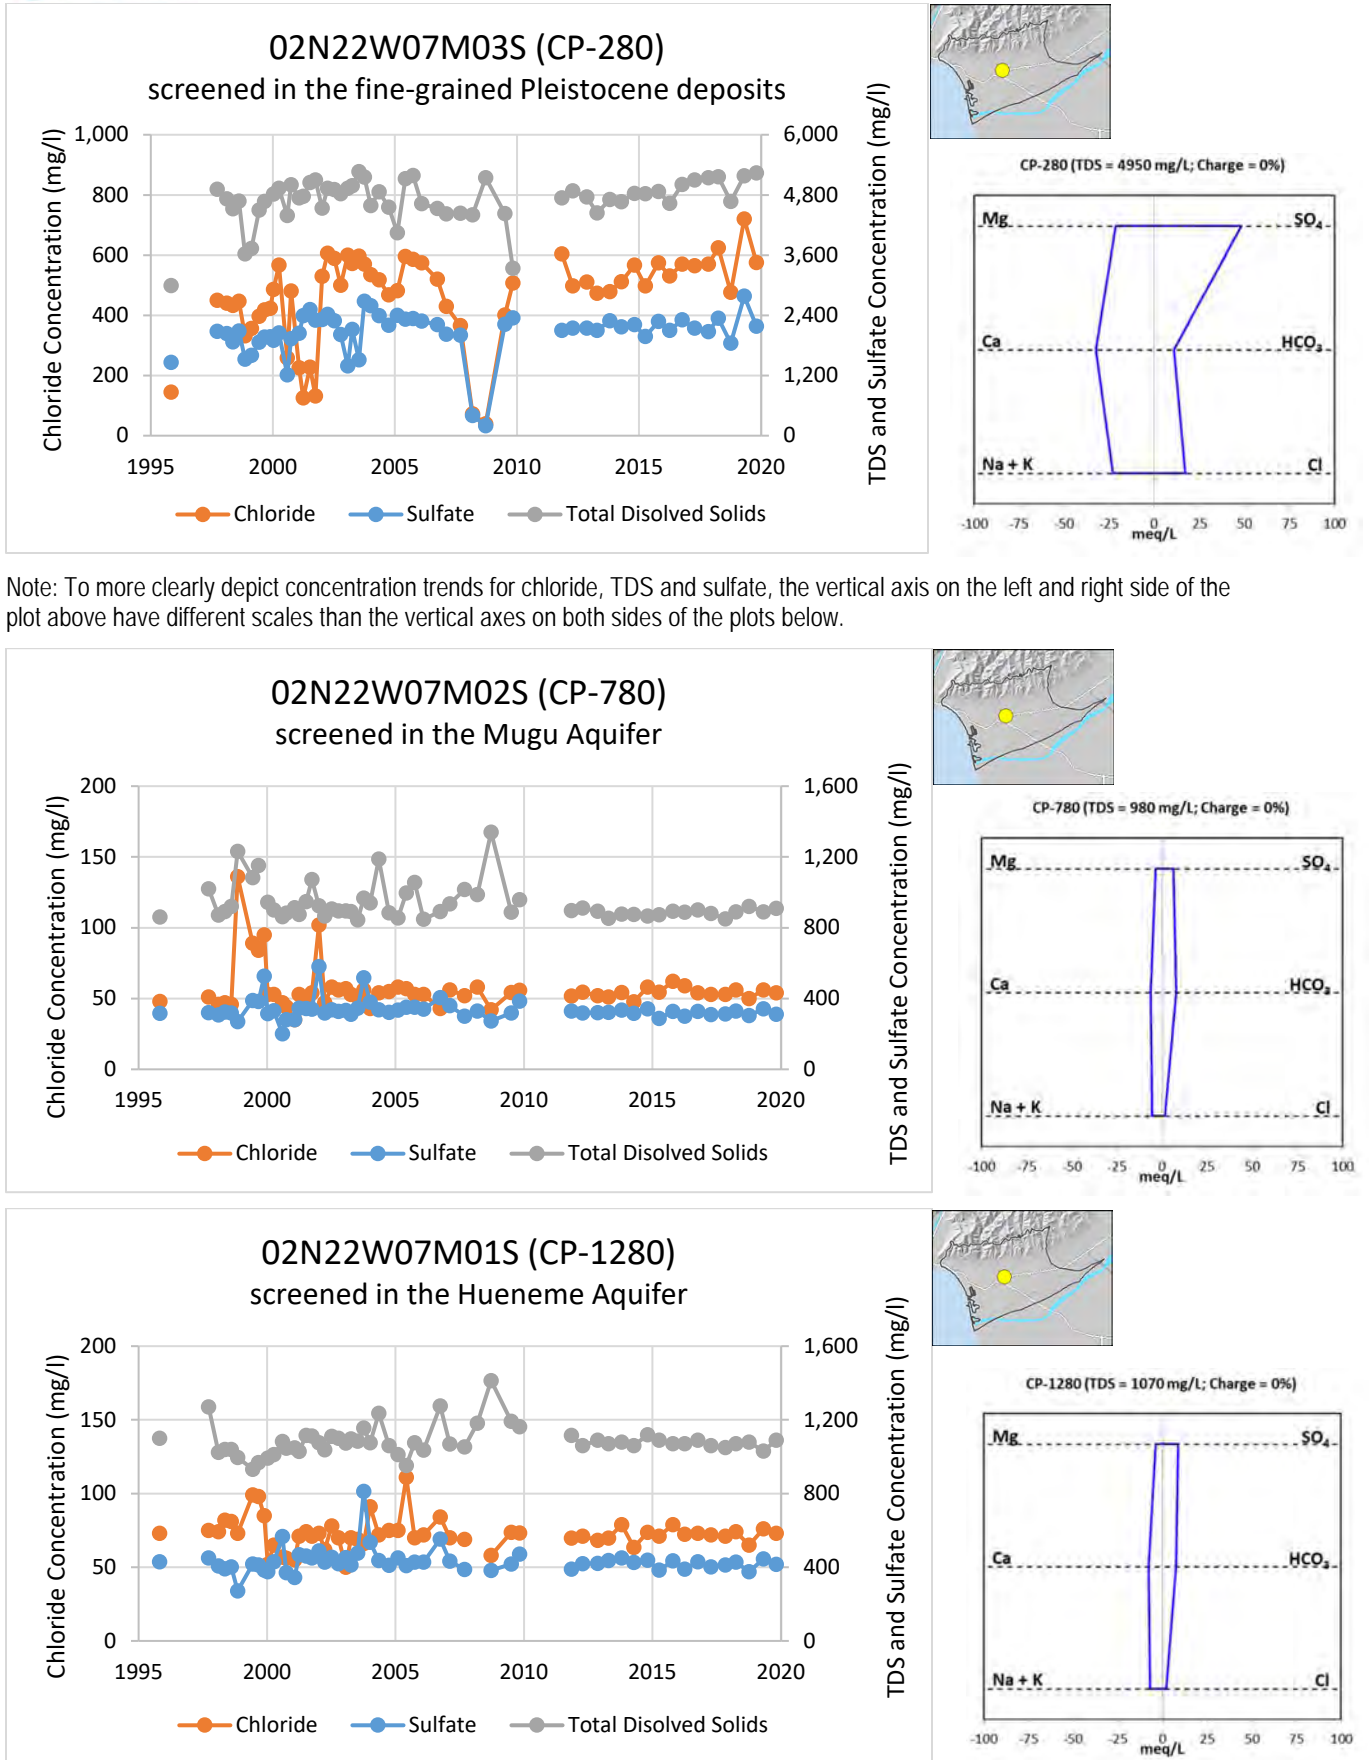 02N22W07M03S (CP-280)
screened in the fine-grained Pleistocene deposits
Chloride Concentration (mg/l)
1,000
800
600
400
200
0
6,000
4,800
3,600
2,400
1,200
0
TDS and Sulfate Concentration (mg/l)
1995 2000 2005 2010 2015 2020
Chloride Sulfate Total Disolved Solids
CP-280 (TDS = 4950 mg/L; Charge = 0%)
Mg SO₄
Ca HCO₃
Na + K Cl
-100 -75 -50 -25 0 25 50 75 100
meq/L
Note: To more clearly depict concentration trends for chloride, TDS and sulfate, the vertical axis on the left and right side of the
plot above have different scales than the vertical axes on both sides of the plots below.
02N22W07M02S (CP-780)
screened in the Mugu Aquifer
Chloride Concentration (mg/l)
200
150
100
50
0
1,600
1,200
800
400
0
TDS and Sulfate Concentration (mg/l)
1995 2000 2005 2010 2015 2020
Chloride Sulfate Total Disolved Solids
CP-780 (TDS = 980 mg/L; Charge = 0%)
Mg SO₄
Ca HCO₃
Na + K Cl
-100 -75 -50 -25 0 25 50 75 100
meq/L
02N22W07M01S (CP-1280)
screened in the Hueneme Aquifer
Chloride Concentration (mg/l)
200
150
100
50
0
1,600
1,200
800
400
0
TDS and Sulfate Concentration (mg/l)
1995 2000 2005 2010 2015 2020
Chloride Sulfate Total Disolved Solids
CP-1280 (TDS = 1070 mg/L; Charge = 0%)
Mg SO₄
Ca HCO₃
Na + K Cl
-100 -75 -50 -25 0 25 50 75 100
meq/L